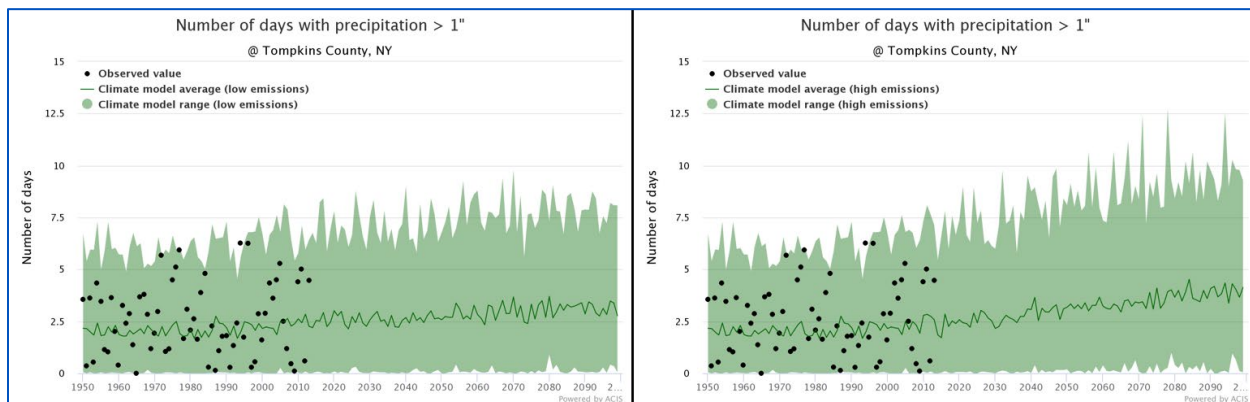 Number of days with precipitation > 1"
@ Tompkins County, NY
15
Observed value
Climate model average (low emissions)
12.5
Climate model range (low emissions)
10
Number of days
7.5
5
2.5
0
1950 1960 1970 1980 1990 2000 2010 2020 2030 2040 2050 2060 2070 2080 2090 2...
Powered by ACIS
Number of days with precipitation > 1"
@ Tompkins County, NY
15
Observed value
Climate model average (high emissions)
12.5
Climate model range (high emissions)
10
Number of days
7.5
5
2.5
0
1950 1960 1970 1980 1990 2000 2010 2020 2030 2040 2050 2060 2070 2080 2090 2...
Powered by ACIS